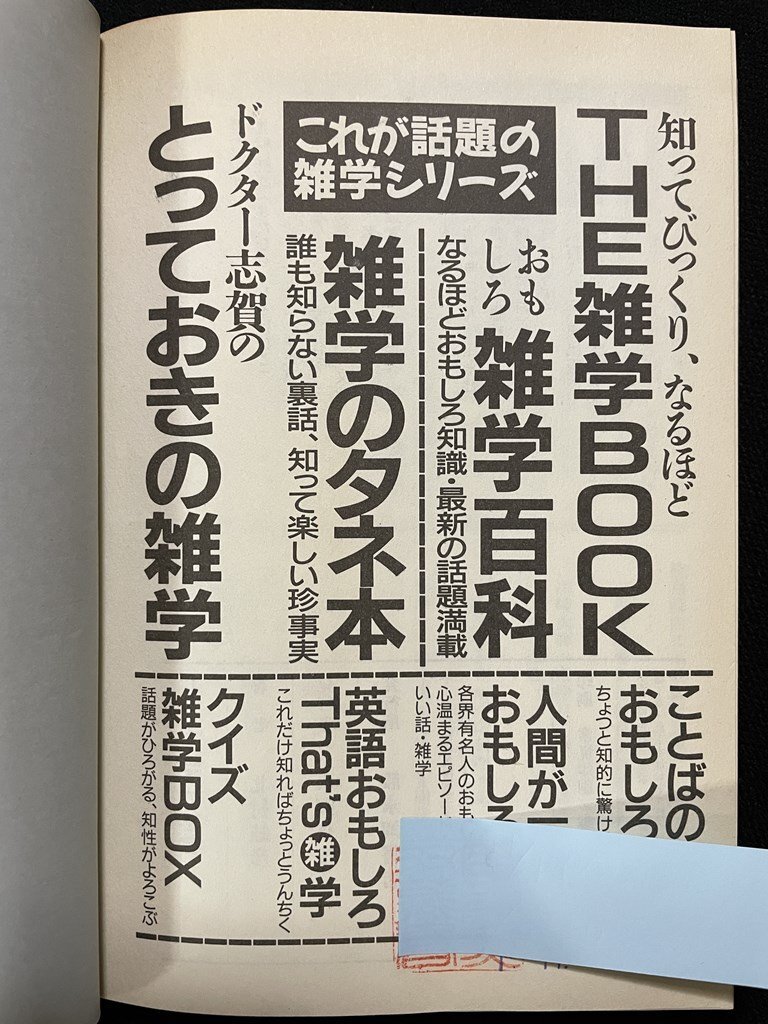 知ってびっくり、なるほど
THE雑学BOOK
これが話題の
雑学シリーズ
おも
しろ
雑学百科
なるほどおもしろ知識・最新の話題満載
雑学のタネ本
誰も知らない裏話、知って楽しい珍事実
ドクター志賀の
とっておきの雑学
ことばの
おもしろ
ちょっと知的に驚け
人間が一
おもしろ
各界有名人のおも
心温まるエピソー
いい話・雑学
英語おもしろ
That's雑学
これだけ知ればちょっとうんちく
クイズ
雑学BOX
話題がひろがる、知性がよろこぶ